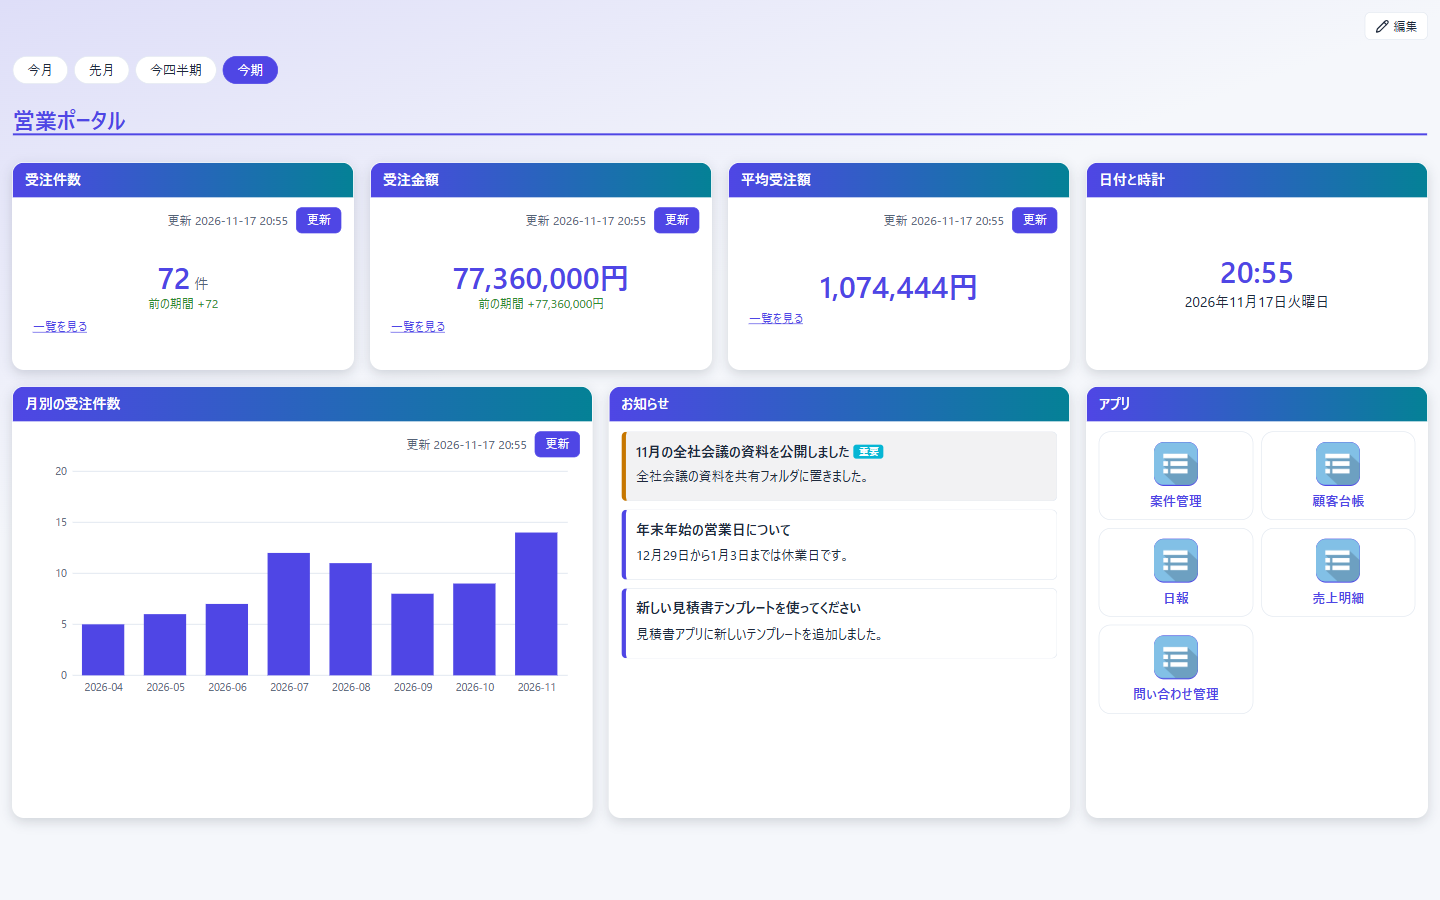 編集
今月
先月
今四半期
今期
営業ポータル
受注件数
更新 2026-11-17 20:55
更新
72 件
前の期間 +72
一覧を見る
受注金額
更新 2026-11-17 20:55
更新
77,360,000円
前の期間 +77,360,000円
一覧を見る
平均受注額
更新 2026-11-17 20:55
更新
1,074,444円
一覧を見る
日付と時計
20:55
2026年11月17日火曜日
月別の受注件数
更新 2026-11-17 20:55
更新
20
15
10
5
0
2026-04
2026-05
2026-06
2026-07
2026-08
2026-09
2026-10
2026-11
お知らせ
11月の全社会議の資料を公開しました 重要
全社会議の資料を共有フォルダに置きました。
年末年始の営業日について
12月29日から1月3日までは休業日です。
新しい見積書テンプレートを使ってください
見積書アプリに新しいテンプレートを追加しました。
アプリ
案件管理
顧客台帳
日報
売上明細
問い合わせ管理